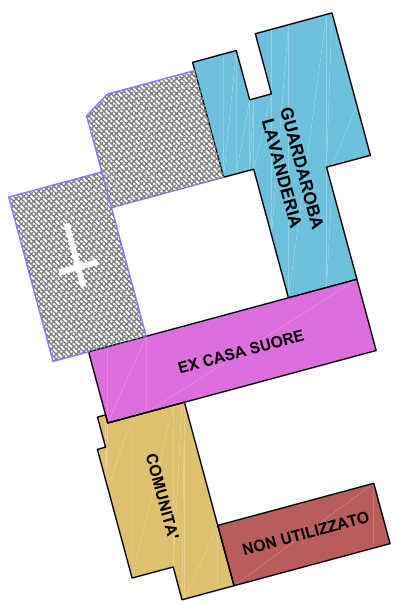 GUARDAROBA
LAVANDERIA
EX CASA SUORE
COMUNITA'
NON UTILIZZATO